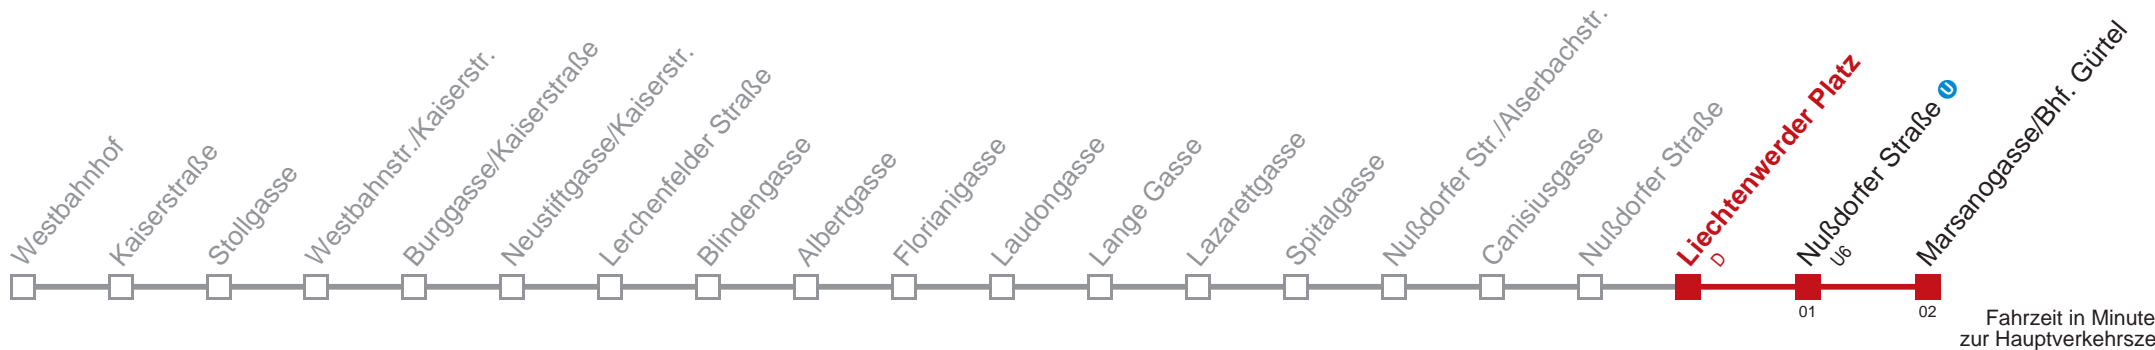 Westbahnhof
Kaiserstraße
Stollgasse
Westbahnstr./Kaiserstr.
Burggasse/Kaiserstraße
Neustiftgasse/Kaiserstr.
Lerchenfelder Straße
Blindengasse
Albertgasse
Florianigasse
Laudongasse
Lange Gasse
Lazarettgasse
Spitalgasse
Nußdorfer Str./Alserbachstr.
Canisiusgasse
Nußdorfer Straße
Liechtenwerder Platz
D
Nußdorfer Straße U
U6
Marsanogasse/Bhf. Gürtel
01
02
Fahrzeit in Minute
zur Hauptverkehrsze